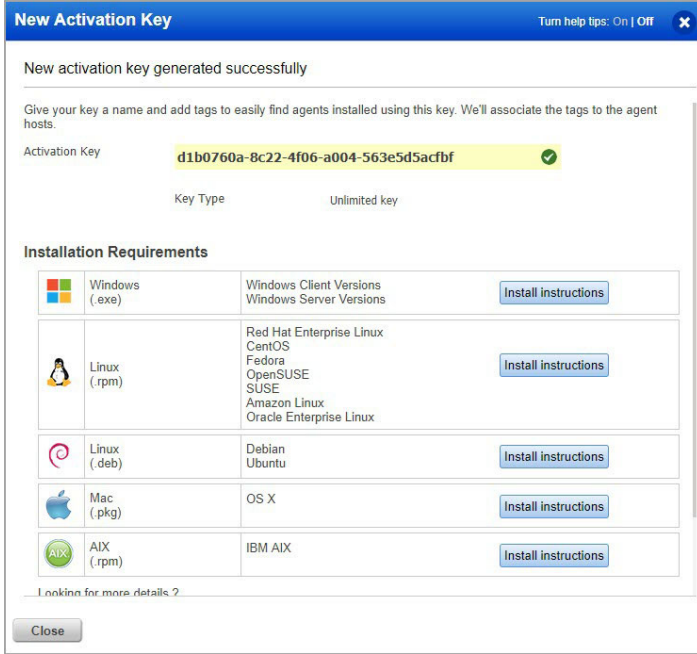 New Activation Key
Turn help tips: On | Off
New activation key generated successfully
Give your key a name and add tags to easily find agents installed using this key. We'll associate the tags to the agent
hosts.
Activation Key
d1b0760a-8c22-4f06-a004-563e5d5acfbf
Key Type
Unlimited key
Installation Requirements
Windows
(.exe)
Windows Client Versions
Windows Server Versions
Install instructions
Linux
(.rpm)
Red Hat Enterprise Linux
CentOS
Fedora
OpenSUSE
SUSE
Amazon Linux
Oracle Enterprise Linux
Install instructions
Linux
(.deb)
Debian
Ubuntu
Install instructions
Mac
(.pkg)
OS X
Install instructions
AIX
AIX
(.rpm)
IBM AIX
Install instructions
Looking for more details ?
Close